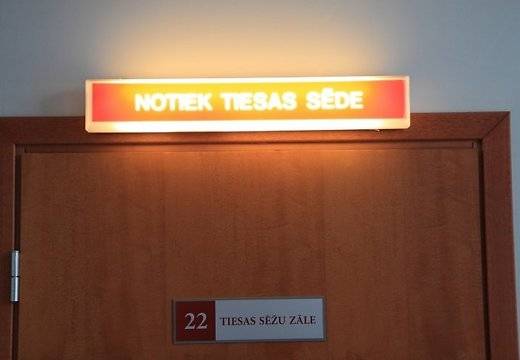 NOTIEK TIESAS SĒDE
22 TIESAS SĒŽU ZĀLE